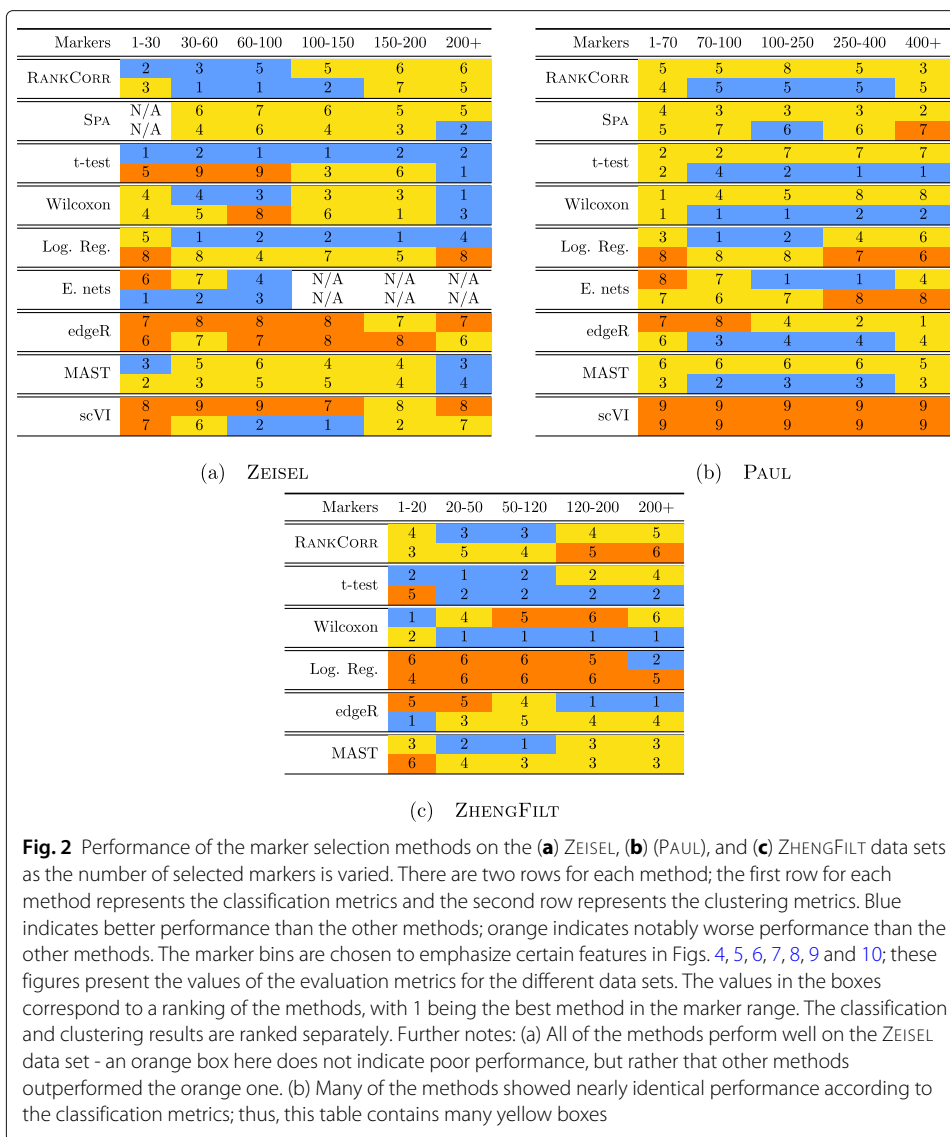 Markers 1-30 30-60 60-100 100-150 150-200 200+
RANKCORR 2 3 5 5 6 6
3 1 1 2 7 5
SPA N/A 6 7 6 5 5
N/A 4 6 4 3 2
t-test 1 2 1 1 2 2
5 9 9 3 6 1
Wilcoxon 4 4 3 3 3 1
4 5 8 6 1 3
Log. Reg. 5 1 2 2 1 4
8 8 4 7 5 8
E. nets 6 7 4 N/A N/A N/A
1 2 3 N/A N/A N/A
edgeR 7 8 8 8 7 7
6 7 7 8 8 6
MAST 3 5 6 4 4 3
2 3 5 5 4 4
scVI 8 9 9 7 8 8
7 6 2 1 2 7
(a) ZEISEL
Markers 1-70 70-100 100-250 250-400 400+
RANKCORR 5 5 8 5 3
4 5 5 5 5
SPA 4 3 3 3 2
5 7 6 6 7
t-test 2 2 7 7 7
2 4 2 1 1
Wilcoxon 1 4 5 8 8
1 1 1 2 2
Log. Reg. 3 1 2 4 6
8 8 8 7 6
E. nets 8 7 1 1 4
7 6 7 8 8
edgeR 7 8 4 2 1
6 3 4 4 4
MAST 6 6 6 6 5
3 2 3 3 3
scVI 9 9 9 9 9
9 9 9 9 9
(b) PAUL
Markers 1-20 20-50 50-120 120-200 200+
RANKCORR 4 3 3 4 5
3 5 4 5 6
t-test 2 1 2 2 4
5 2 2 2 2
Wilcoxon 1 4 5 6 6
2 1 1 1 1
Log. Reg. 6 6 6 5 2
4 6 6 6 5
edgeR 5 5 4 1 1
1 3 5 4 4
MAST 3 2 1 3 3
6 4 3 3 3
(c) ZHENGFILT
Fig. 2 Performance of the marker selection methods on the (a) ZEISEL, (b) (PAUL), and (c) ZHENGFILT data sets
as the number of selected markers is varied. There are two rows for each method; the first row for each
method represents the classification metrics and the second row represents the clustering metrics. Blue
indicates better performance than the other methods; orange indicates notably worse performance than the
other methods. The marker bins are chosen to emphasize certain features in Figs. 4, 5, 6, 7, 8, 9 and 10; these
figures present the values of the evaluation metrics for the different data sets. The values in the boxes
correspond to a ranking of the methods, with 1 being the best method in the marker range. The classification
and clustering results are ranked separately. Further notes: (a) All of the methods perform well on the ZEISEL
data set - an orange box here does not indicate poor performance, but rather that other methods
outperformed the orange one. (b) Many of the methods showed nearly identical performance according to
the classification metrics; thus, this table contains many yellow boxes